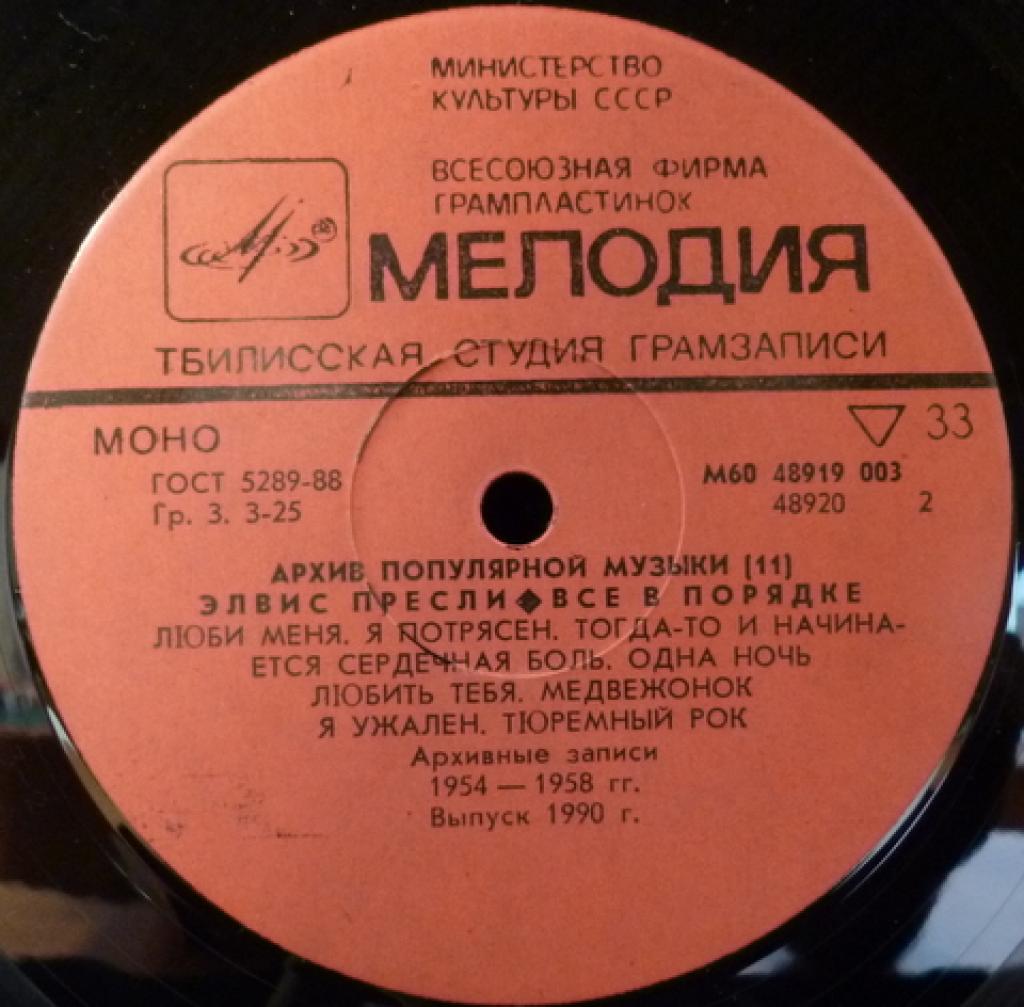 МИНИСТЕРСТВО
КУЛЬТУРЫ СССР
ВСЕСОЮЗНАЯ ФИРМА
ГРАМПЛАСТИНОК
МЕЛОДИЯ
ТБИЛИССКАЯ СТУДИЯ ГРАМЗАПИСИ
МОНО
33
ГОСТ 5289-88
М60 48919 003
Гр. 3. 3-25
48920 2
АРХИВ ПОПУЛЯРНОЙ МУЗЫКИ (11)
ЭЛВИС ПРЕСЛИ◆ВСЕ В ПОРЯДКЕ
ЛЮБИ МЕНЯ. Я ПОТРЯСЕН. ТОГДА-ТО И НАЧИНА-
ЕТСЯ СЕРДЕЧНАЯ БОЛЬ. ОДНА НОЧЬ
ЛЮБИТЬ ТЕБЯ. МЕДВЕЖОНОК
Я УЖАЛЕН. ТЮРЕМНЫЙ РОК
Архивные записи
1954 — 1958 гг.
Выпуск 1990 г.